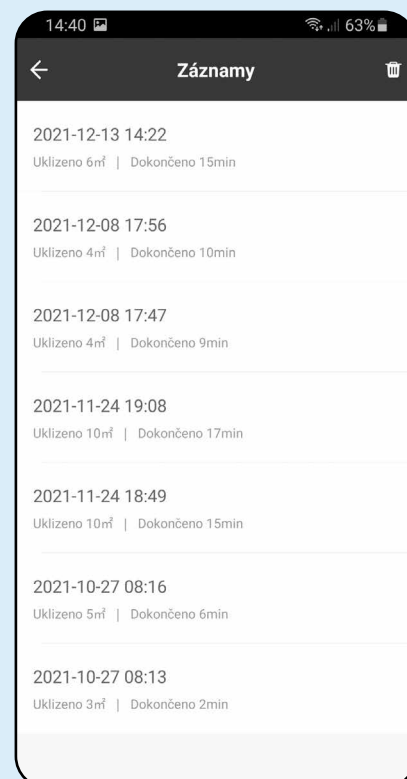 14:40 63%
Záznamy
2021-12-13 14:22
Uklizeno 6㎡ | Dokončeno 15min
2021-12-08 17:56
Uklizeno 4㎡ | Dokončeno 10min
2021-12-08 17:47
Uklizeno 4㎡ | Dokončeno 9min
2021-11-24 19:08
Uklizeno 10㎡ | Dokončeno 17min
2021-11-24 18:49
Uklizeno 10㎡ | Dokončeno 15min
2021-10-27 08:16
Uklizeno 5㎡ | Dokončeno 6min
2021-10-27 08:13
Uklizeno 3㎡ | Dokončeno 2min